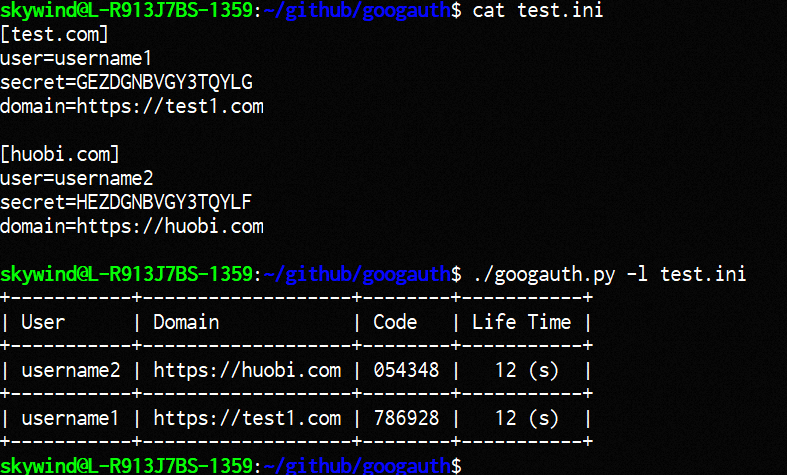 skywind@L-R913J7BS-1359:~/github/googauth$ cat test.ini
[test.com]
user=username1
secret=GEZDGNBVGY3TQYLG
domain=https://test1.com

[huobi.com]
user=username2
secret=HEZDGNBVGY3TQYLF
domain=https://huobi.com

skywind@L-R913J7BS-1359:~/github/googauth$ ./googauth.py -l test.ini
+-----------+-------------------+--------+-----------+
| User      | Domain            | Code   | Life Time |
+-----------+-------------------+--------+-----------+
| username2 | https://huobi.com | 054348 |   12 (s)  |
+-----------+-------------------+--------+-----------+
| username1 | https://test1.com | 786928 |   12 (s)  |
+-----------+-------------------+--------+-----------+
skywind@L-R913J7BS-1359:~/github/googauth$